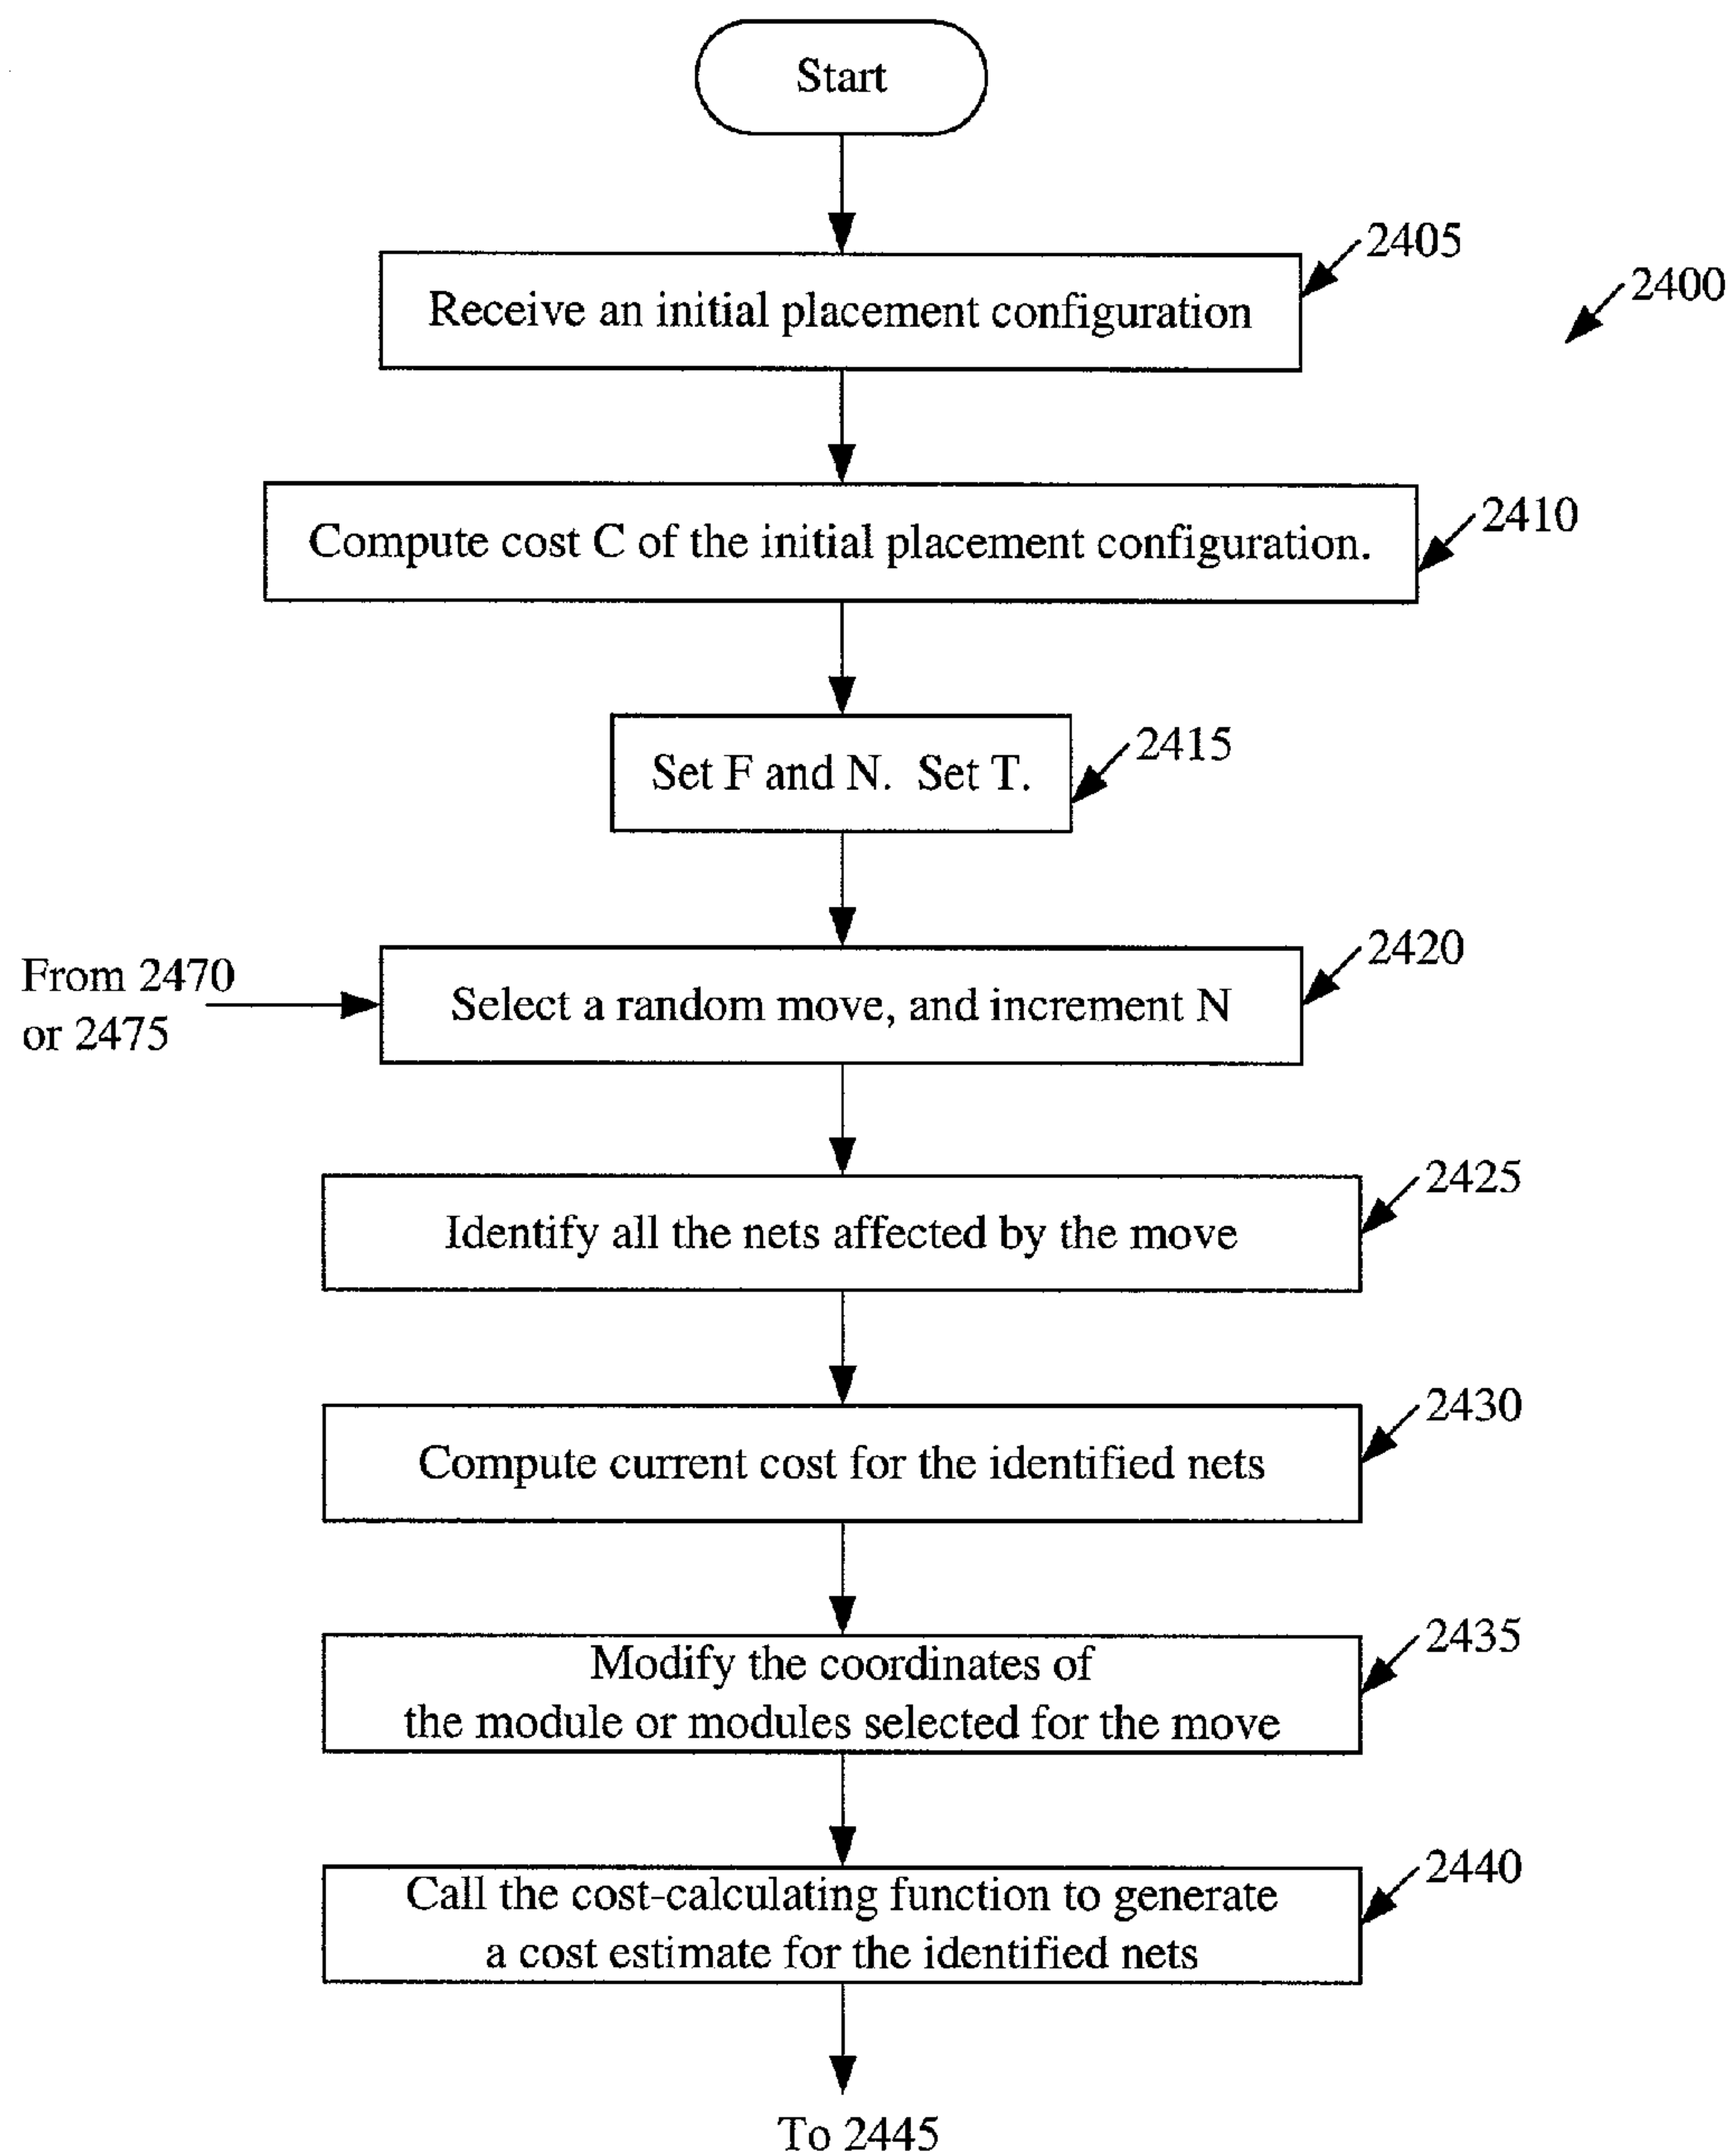 Start
2405
2400
Receive an initial placement configuration
2410
Compute cost C of the initial placement configuration.
2415
Set F and N.  Set T.
2420
From 2470
or 2475
Select a random move, and increment N
2425
Identify all the nets affected by the move
2430
Compute current cost for the identified nets
2435
Modify the coordinates of
the module or modules selected for the move
2440
Call the cost-calculating function to generate
a cost estimate for the identified nets
To 2445